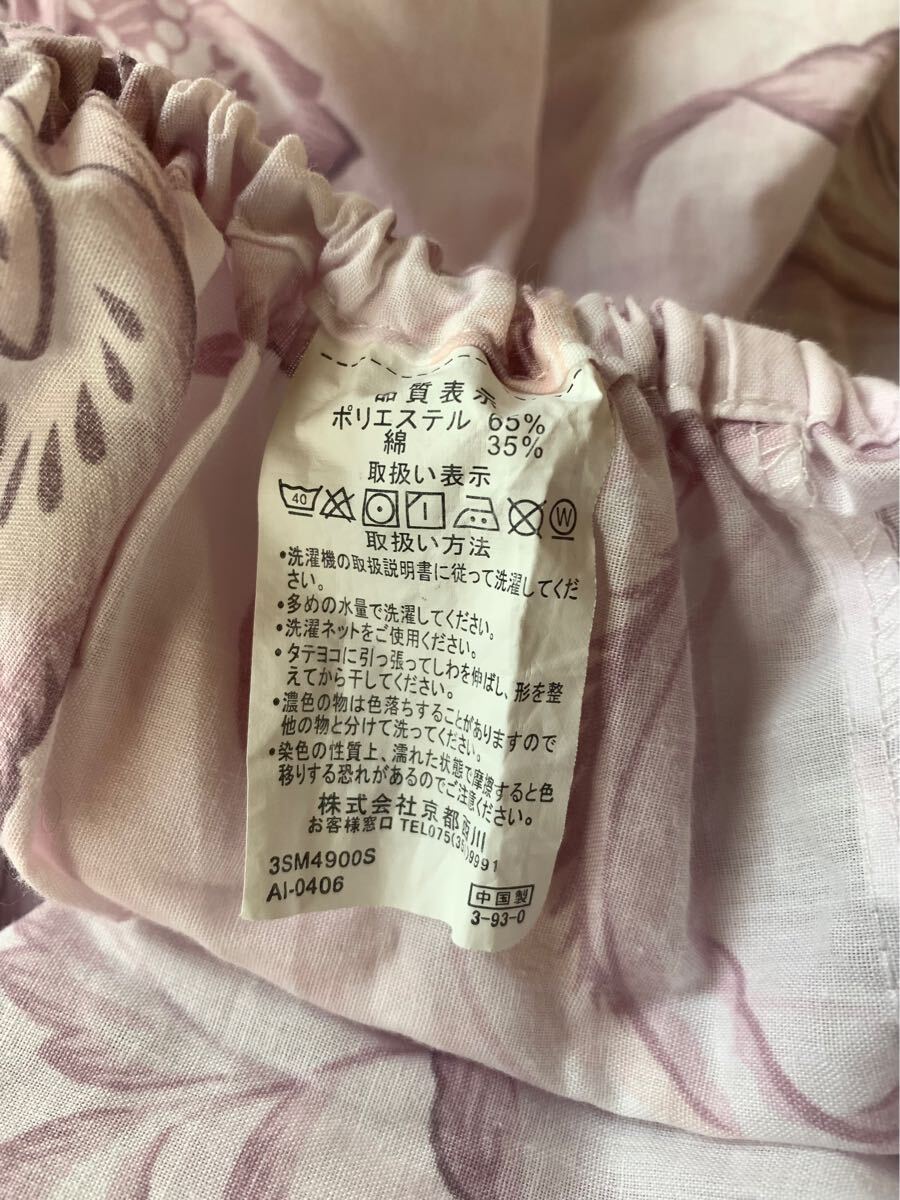 品質表示
ポリエステル 65%
綿 35%
取扱い表示
40
W
取扱い方法
•洗濯機の取扱説明書に従って洗濯してくだ
さい。
•多めの水量で洗濯してください。
•洗濯ネットをご使用ください。
•タテヨコに引っ張ってしわを伸ばし、形を整
えてから干してください。
•濃色の物は色落ちすることがありますので
他の物と分けて洗ってください。
•染色の性質上、濡れた状態で摩擦すると色
移りする恐れがあるのでご注意ください。
株式会社京都西川
お客様窓口 TEL075(35)9991
3SM4900S
AI-0406
中国製
3-93-0